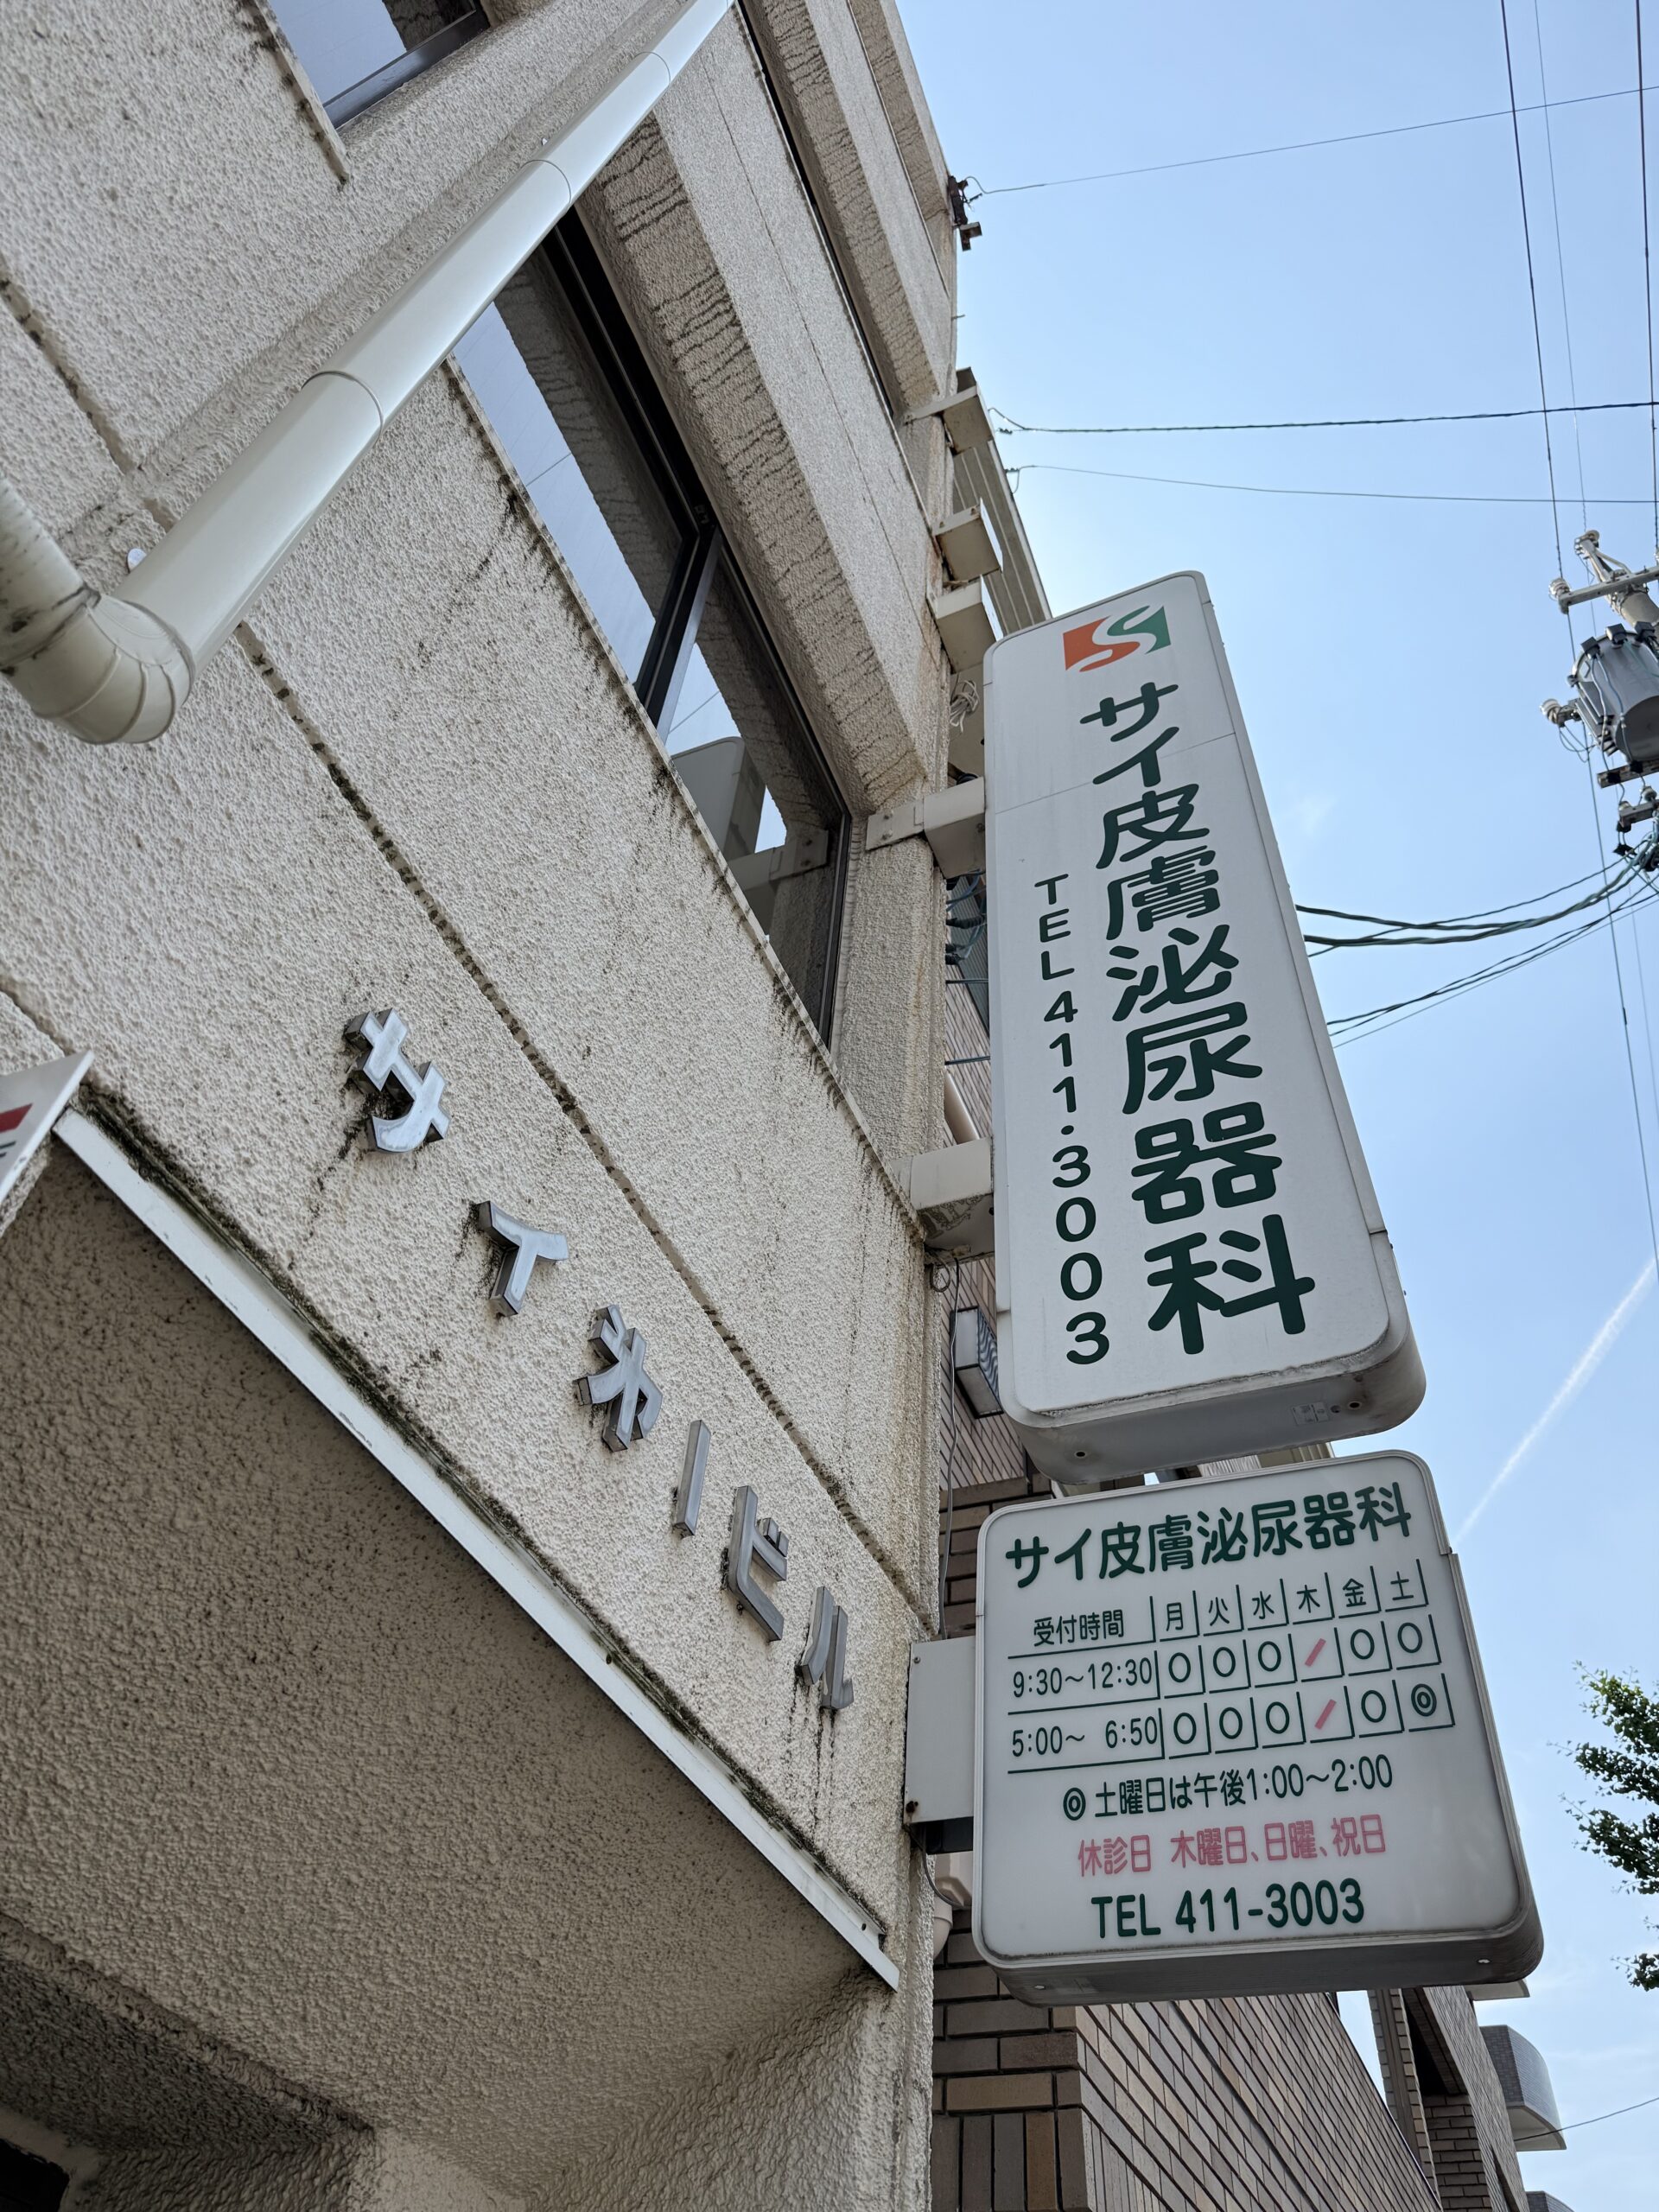 サイ皮膚泌尿器科
TEL411・3003
サイ皮膚泌尿器科
受付時間 月 火 水 木 金 土
9:30～12:30 ○ ○ ○ / ○ ○
5:00～ 6:50 ○ ○ ○ / ○ ◎
◎土曜日は午後1:00～2:00
休診日 木曜日、日曜、祝日
TEL 411-3003
サイ ービル